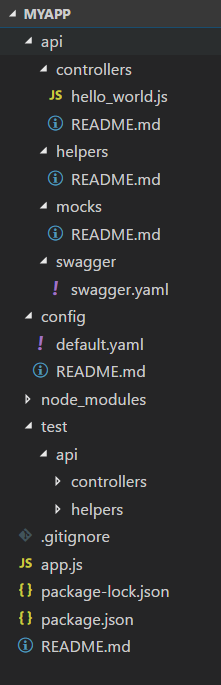 MYAPP
api
controllers
JS hello_world.js
README.md
helpers
README.md
mocks
README.md
swagger
! swagger.yaml
config
! default.yaml
README.md
node_modules
test
api
controllers
helpers
.gitignore
JS app.js
{ } package-lock.json
{ } package.json
README.md